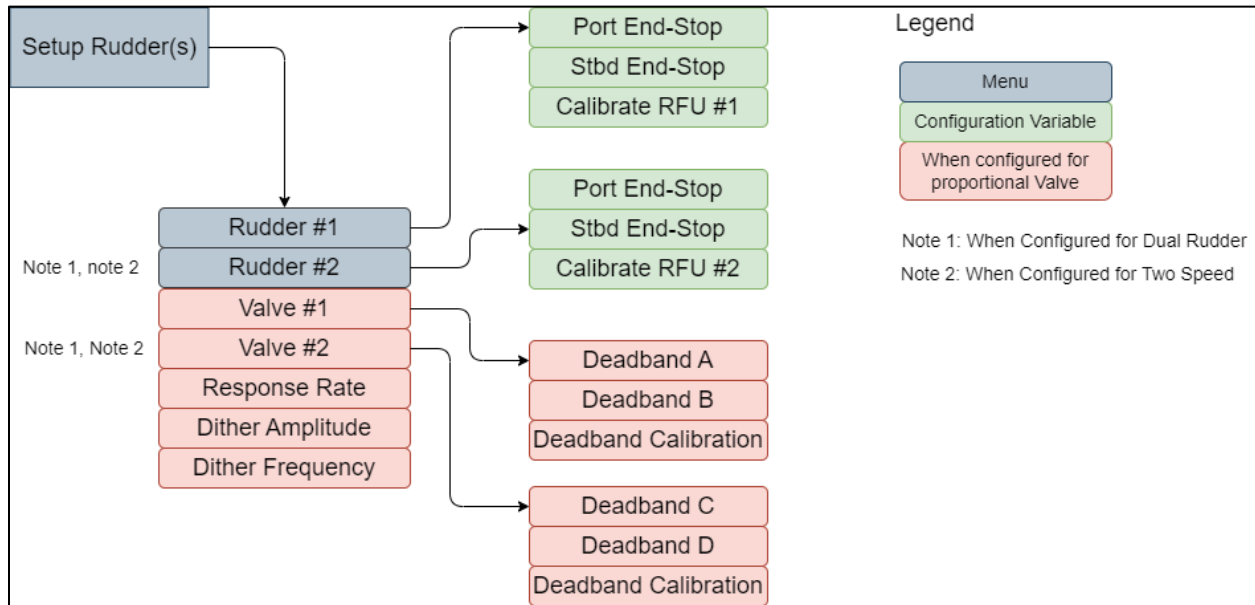 Setup Rudder(s)
Rudder #1
Note 1, note 2
Rudder #2
Valve #1
Note 1, Note 2
Valve #2
Response Rate
Dither Amplitude
Dither Frequency
Port End-Stop
Stbd End-Stop
Calibrate RFU #1
Port End-Stop
Stbd End-Stop
Calibrate RFU #2
Deadband A
Deadband B
Deadband Calibration
Deadband C
Deadband D
Deadband Calibration
Legend
Menu
Configuration Variable
When configured for
proportional Valve
Note 1: When Configured for Dual Rudder
Note 2: When Configured for Two Speed